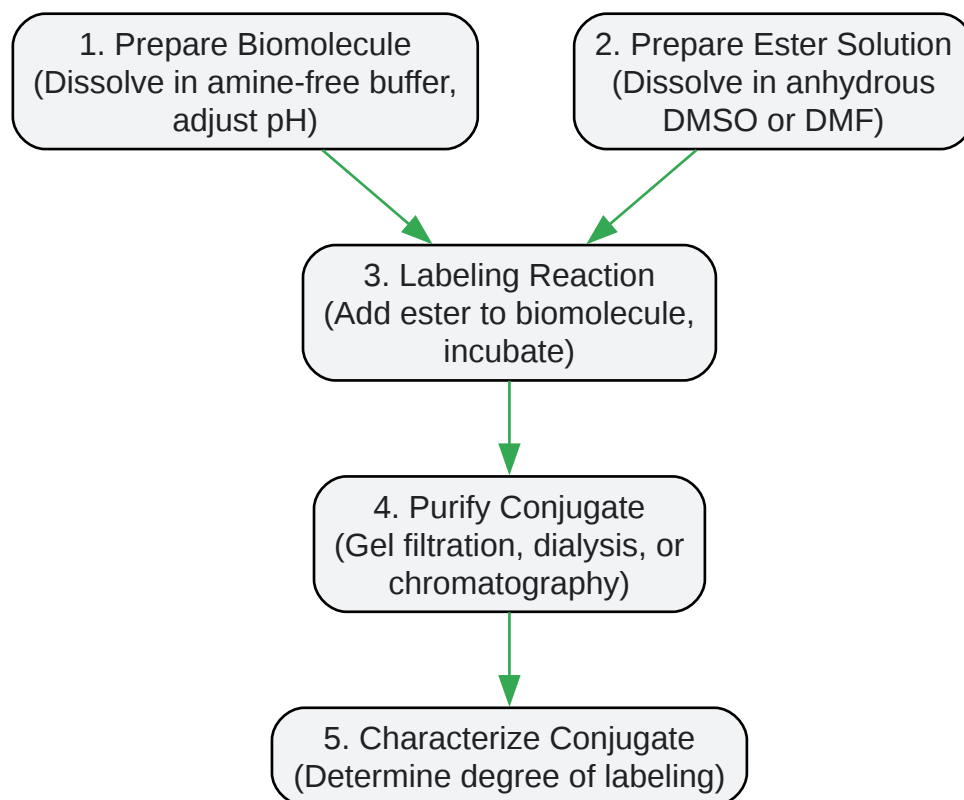 1. Prepare Biomolecule
(Dissolve in amine-free buffer,
adjust pH)
2. Prepare Ester Solution
(Dissolve in anhydrous
DMSO or DMF)
3. Labeling Reaction
(Add ester to biomolecule,
incubate)
4. Purify Conjugate
(Gel filtration, dialysis, or
chromatography)
5. Characterize Conjugate
(Determine degree of labeling)